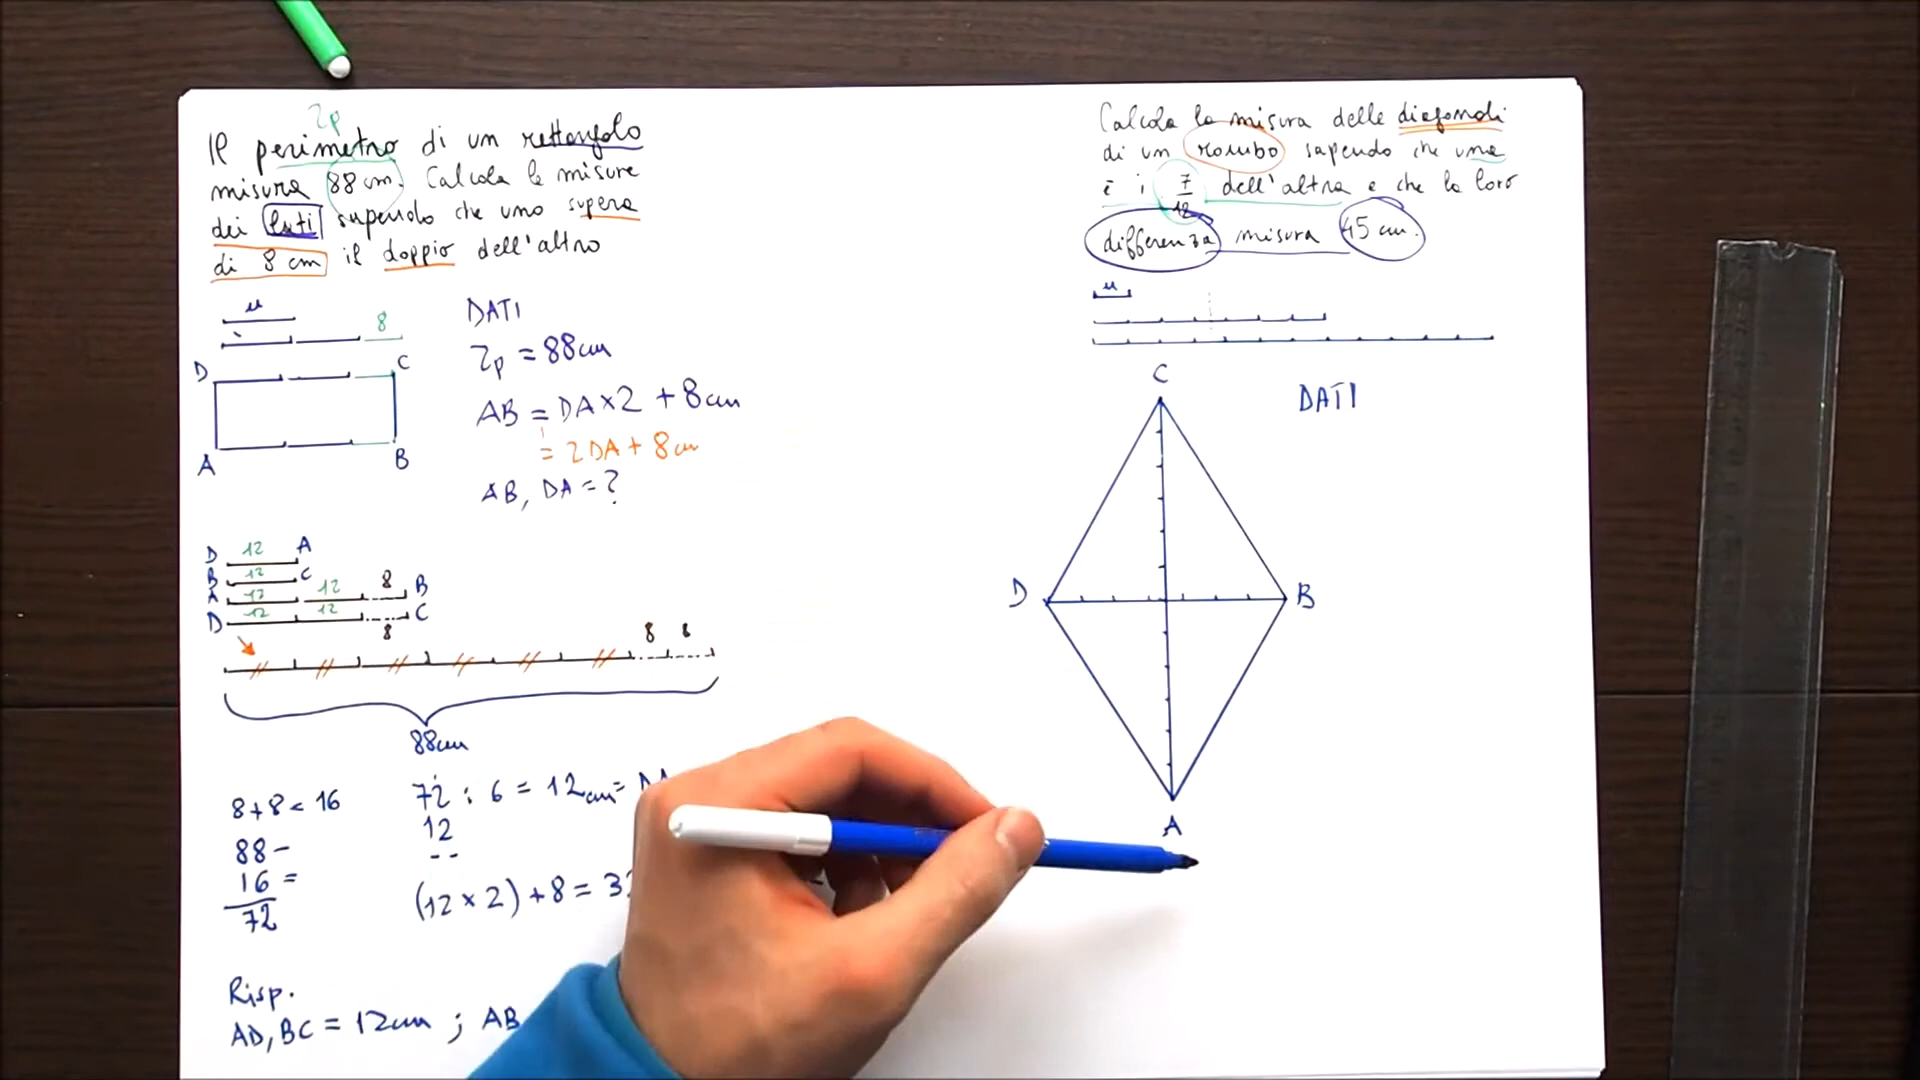 2p
Il perimetro di un rettangolo
misura 88 cm. Calcola le misure
dei lati sapendo che uno supera
di 8 cm il doppio dell'altro
u
8
D C
A B
DATI
2p = 88cm
AB = DA×2 + 8cm
= 2DA + 8cm
AB, DA = ?
D 12 A
B 12 C
A 12 12 8 B
D 12 12 8 C
8 8
88cm
8+8 = 16
88 -
16 =
72
72 : 6 = 12cm = DA
12
--
(12 × 2) + 8 = 32
Risp.
AD, BC = 12cm ; AB
Calcola la misura delle diagonali
di un rombo sapendo che una
è i 7/12 dell'altra e che la loro
differenza misura 45 cm.
u
C
DATI
D B
A